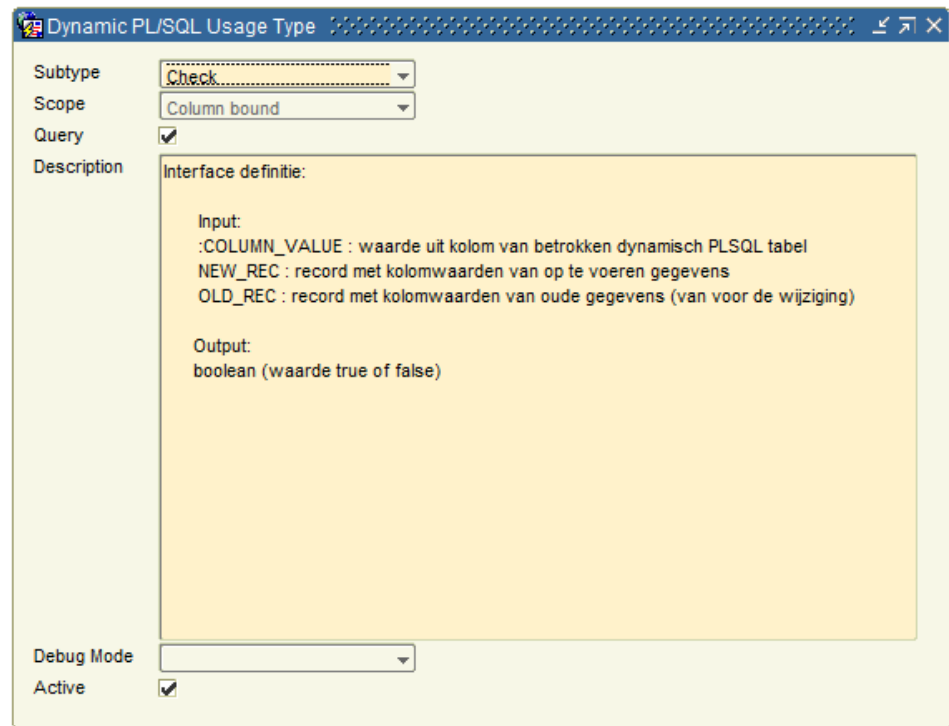 Dynamic PL/SQL Usage Type
Subtype Check
Scope Column bound
Query
Description Interface definitie:
Input:
:COLUMN_VALUE : waarde uit kolom van betrokken dynamisch PLSQL tabel
NEW_REC : record met kolomwaarden van op te voeren gegevens
OLD_REC : record met kolomwaarden van oude gegevens (van voor de wijziging)
Output:
boolean (waarde true of false)
Debug Mode
Active